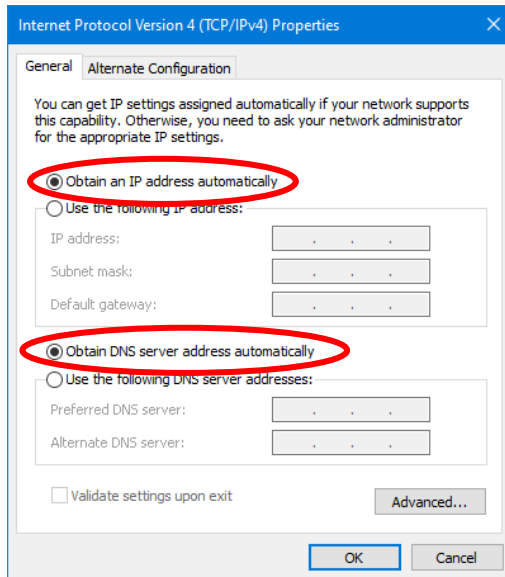 Internet Protocol Version 4 (TCP/IPv4) Properties
General Alternate Configuration
You can get IP settings assigned automatically if your network supports
this capability. Otherwise, you need to ask your network administrator
for the appropriate IP settings.
Obtain an IP address automatically
Use the following IP address:
IP address:
Subnet mask:
Default gateway:
Obtain DNS server address automatically
Use the following DNS server addresses:
Preferred DNS server:
Alternate DNS server:
Validate settings upon exit
Advanced...
OK Cancel